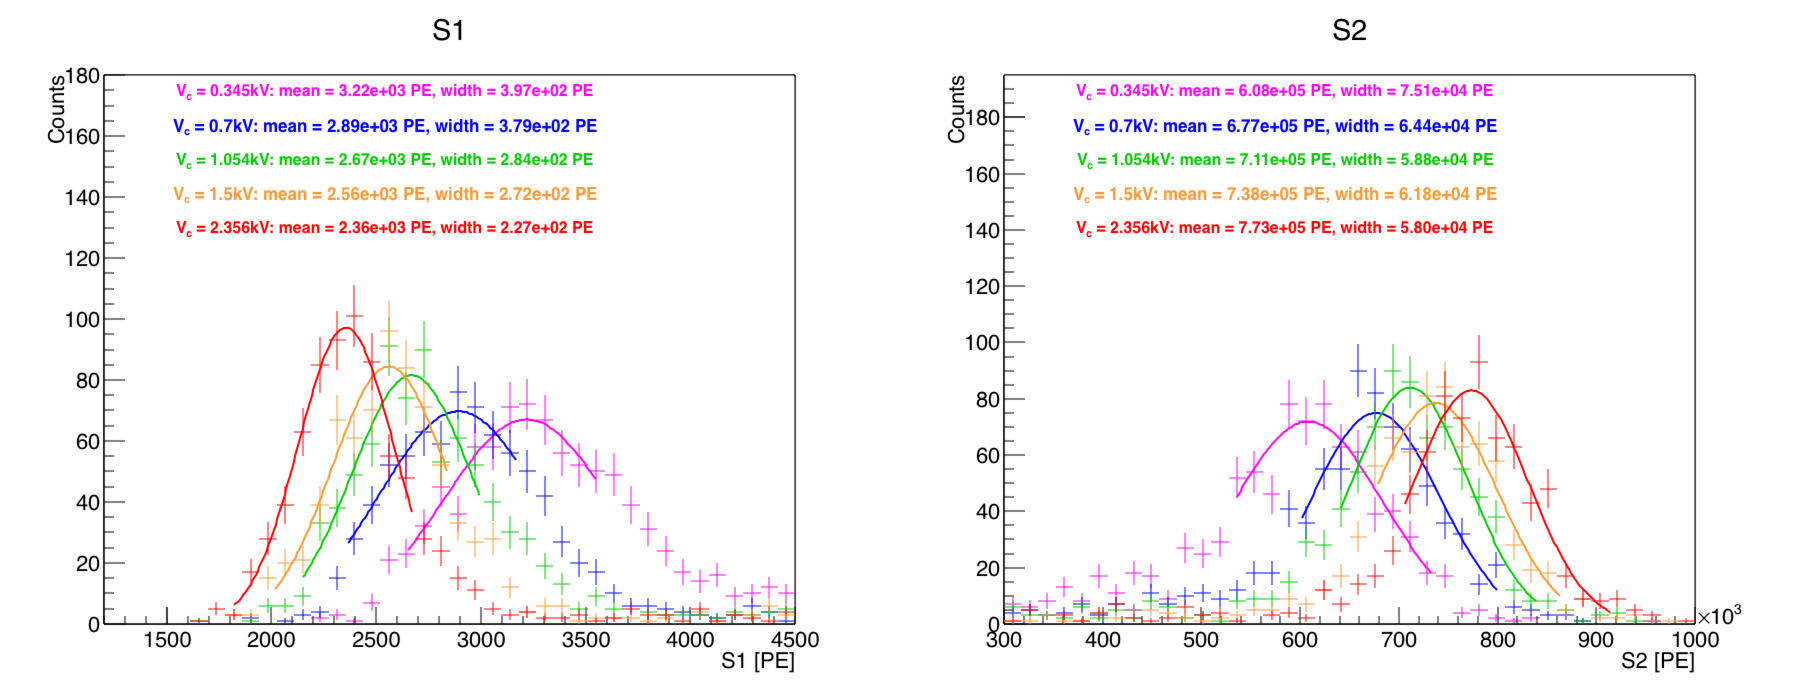 S1
Counts
180
160
140
120
100
80
60
40
20
0
V_c = 0.345kV: mean = 3.22e+03 PE, width = 3.97e+02 PE
V_c = 0.7kV: mean = 2.89e+03 PE, width = 3.79e+02 PE
V_c = 1.054kV: mean = 2.67e+03 PE, width = 2.84e+02 PE
V_c = 1.5kV: mean = 2.56e+03 PE, width = 2.72e+02 PE
V_c = 2.356kV: mean = 2.36e+03 PE, width = 2.27e+02 PE
1500 2000 2500 3000 3500 4000 4500
S1 [PE]
S2
Counts
180
160
140
120
100
80
60
40
20
0
V_c = 0.345kV: mean = 6.08e+05 PE, width = 7.51e+04 PE
V_c = 0.7kV: mean = 6.77e+05 PE, width = 6.44e+04 PE
V_c = 1.054kV: mean = 7.11e+05 PE, width = 5.88e+04 PE
V_c = 1.5kV: mean = 7.38e+05 PE, width = 6.18e+04 PE
V_c = 2.356kV: mean = 7.73e+05 PE, width = 5.80e+04 PE
300 400 500 600 700 800 900 1000
×10³
S2 [PE]